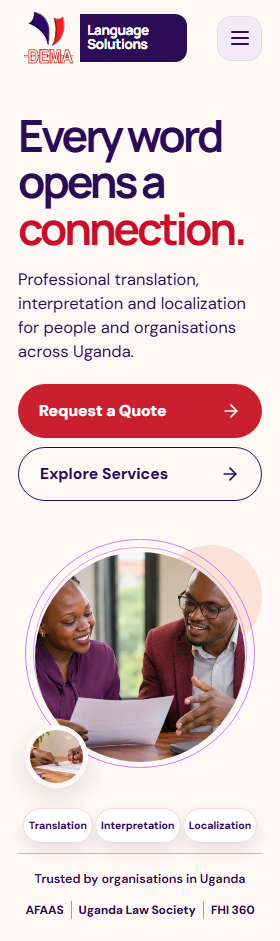 DEMA
Language
Solutions
Every word
opens a
connection.
Professional translation,
interpretation and localization
for people and organisations
across Uganda.
Request a Quote
Explore Services
Translation Interpretation Localization
Trusted by organisations in Uganda
AFAAS Uganda Law Society FHI 360